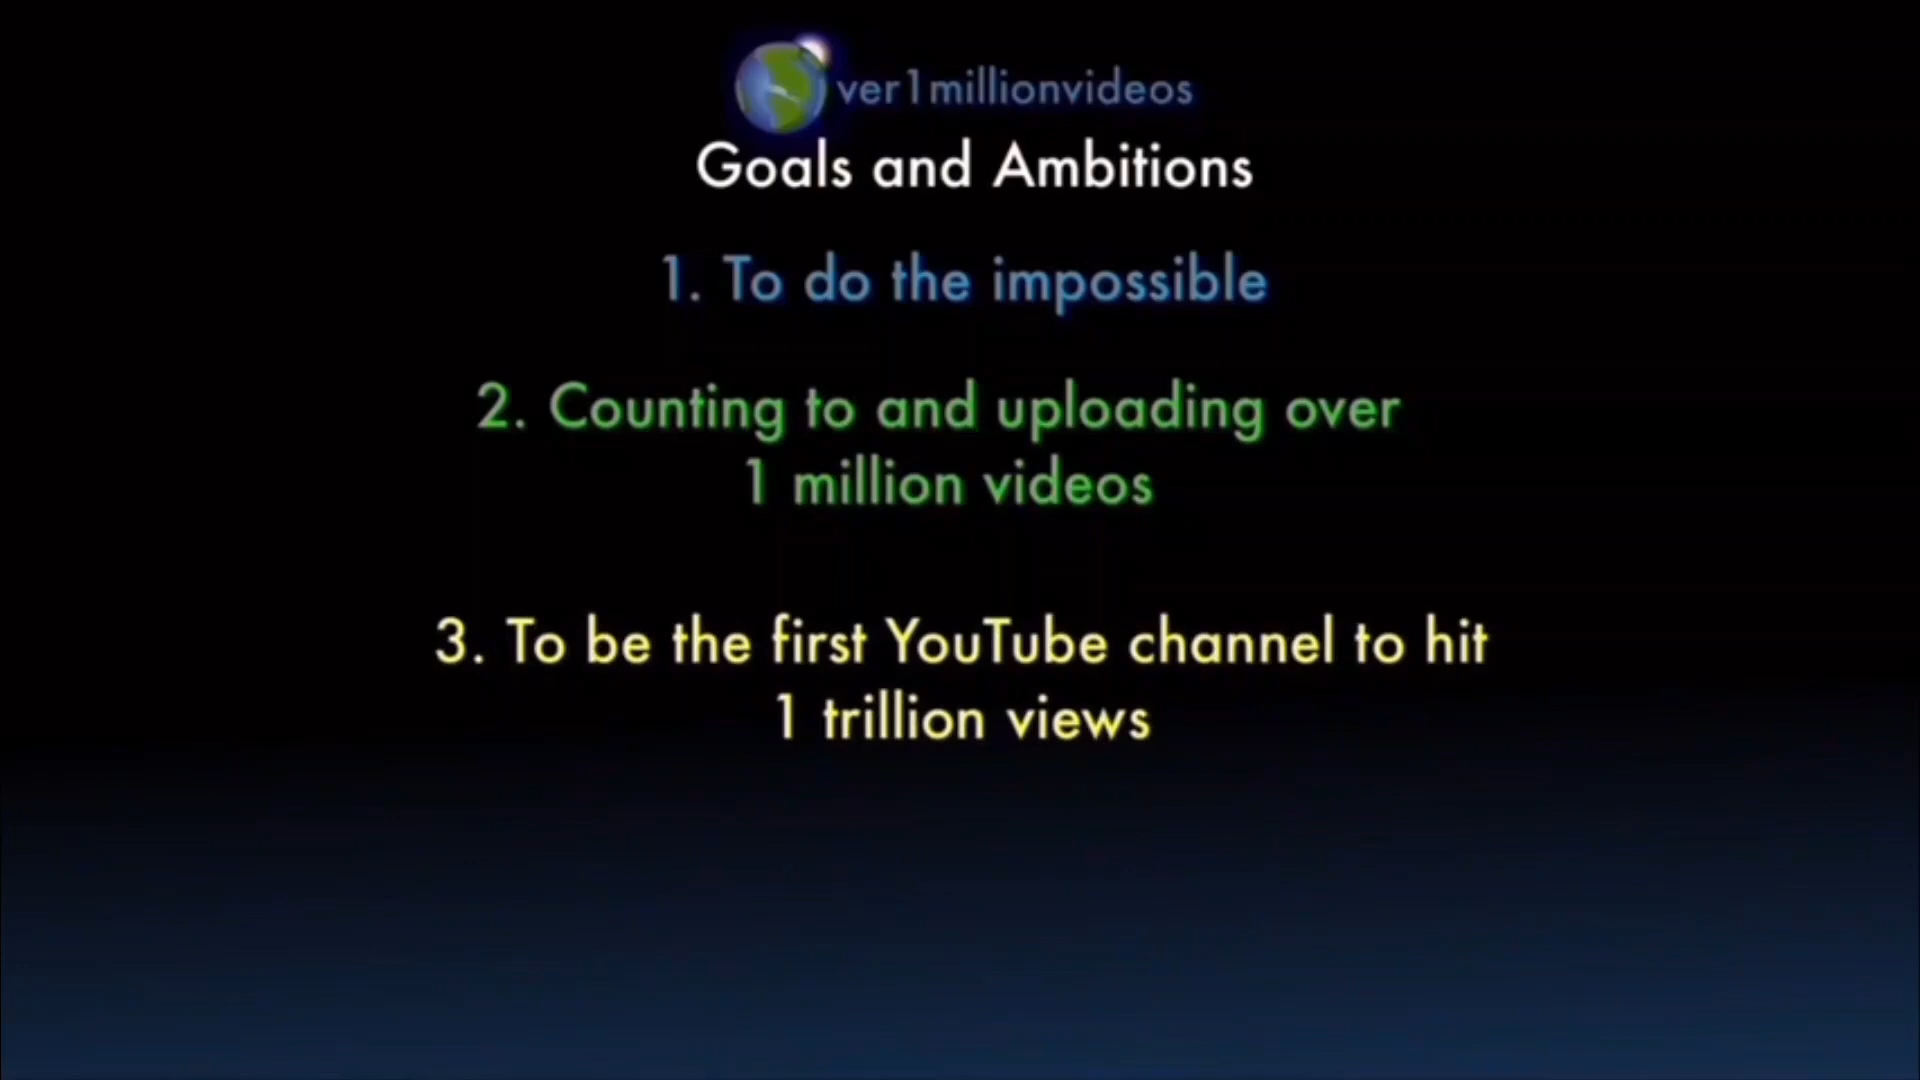 ver1millionvideos
Goals and Ambitions
1. To do the impossible
2. Counting to and uploading over
1 million videos
3. To be the first YouTube channel to hit
1 trillion views